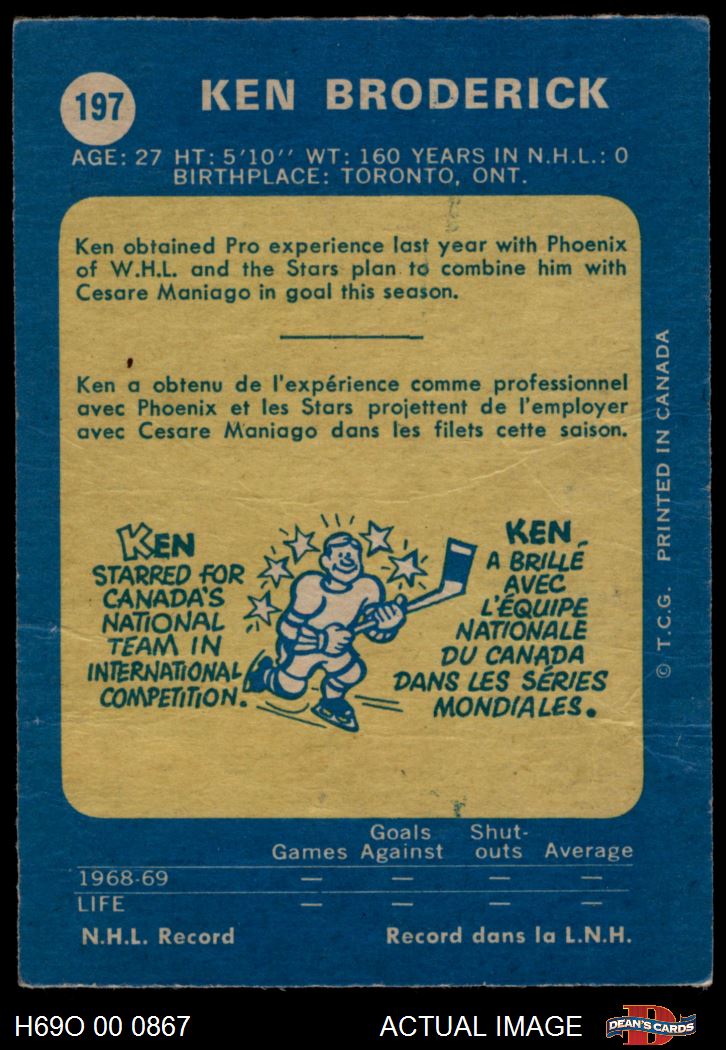 197
KEN BRODERICK
AGE: 27 HT: 5'10'' WT: 160 YEARS IN N.H.L.: 0
BIRTHPLACE: TORONTO, ONT.
Ken obtained Pro experience last year with Phoenix
of W.H.L. and the Stars plan to combine him with
Cesare Maniago in goal this season.
Ken a obtenu de l'expérience comme professionnel
avec Phoenix et les Stars projettent de l'employer
avec Cesare Maniago dans les filets cette saison.
KEN
STARRED FOR
CANADA'S
NATIONAL
TEAM IN
INTERNATIONAL
COMPETITION.
KEN
A BRILLÉ
AVEC
L'ÉQUIPE
NATIONALE
DU CANADA
DANS LES SÉRIES
MONDIALES.
© T.C.G. PRINTED IN CANADA
Goals Shut-
Games Against outs Average
1968-69 — — — —
LIFE — — — —
N.H.L. Record Record dans la L.N.H.
H69O 00 0867 ACTUAL IMAGE
D
DEAN'S CARDS